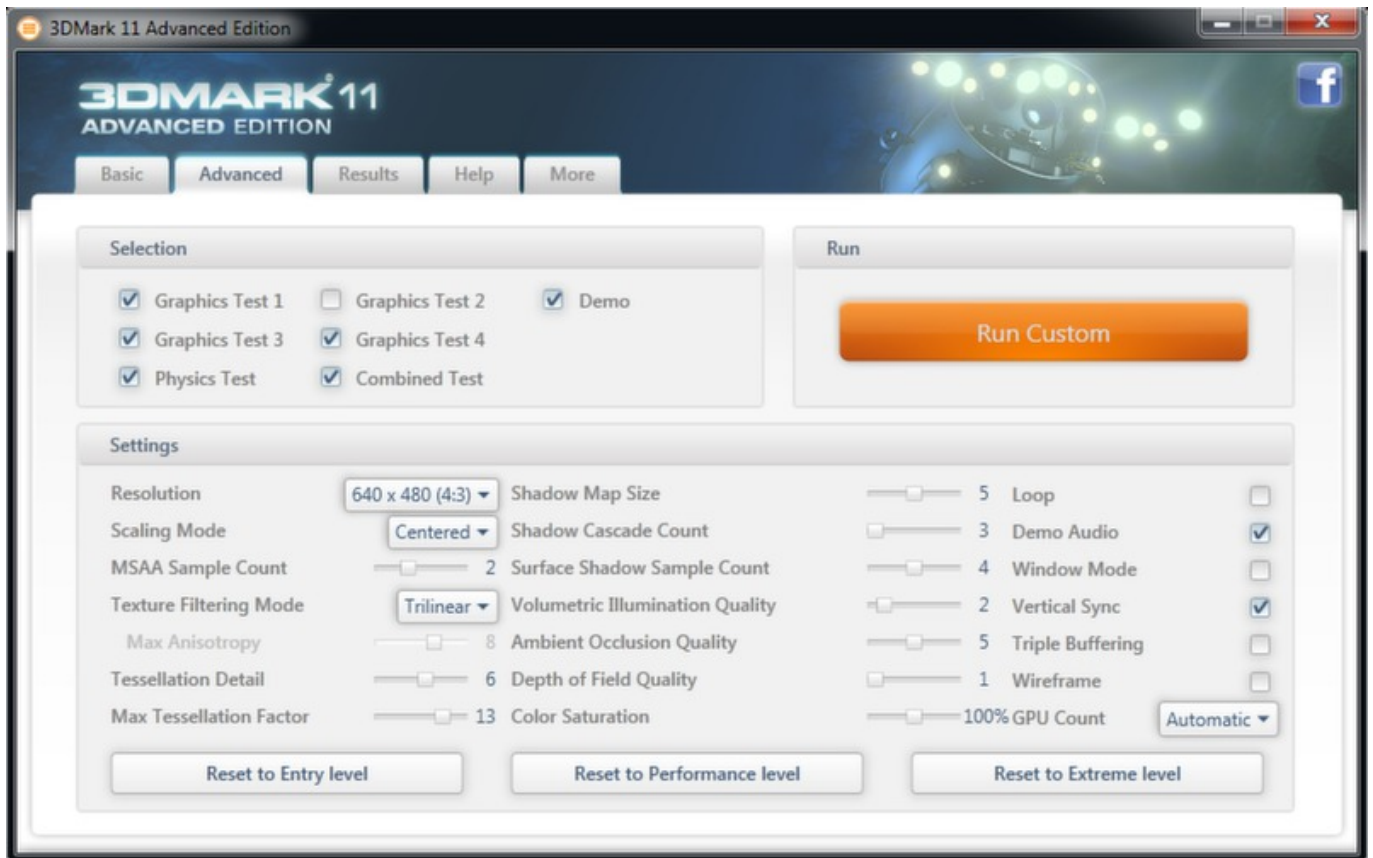 3DMark 11 Advanced Edition
3DMARK 11
ADVANCED EDITION
f
Basic Advanced Results Help More
Selection
Graphics Test 1 Graphics Test 2 Demo
Graphics Test 3 Graphics Test 4
Physics Test Combined Test
Run
Run Custom
Settings
Resolution 640 x 480 (4:3) Shadow Map Size 5 Loop
Scaling Mode Centered Shadow Cascade Count 3 Demo Audio
MSAA Sample Count 2 Surface Shadow Sample Count 4 Window Mode
Texture Filtering Mode Trilinear Volumetric Illumination Quality 2 Vertical Sync
Max Anisotropy 8 Ambient Occlusion Quality 5 Triple Buffering
Tessellation Detail 6 Depth of Field Quality 1 Wireframe
Max Tessellation Factor 13 Color Saturation 100% GPU Count Automatic
Reset to Entry level Reset to Performance level Reset to Extreme level